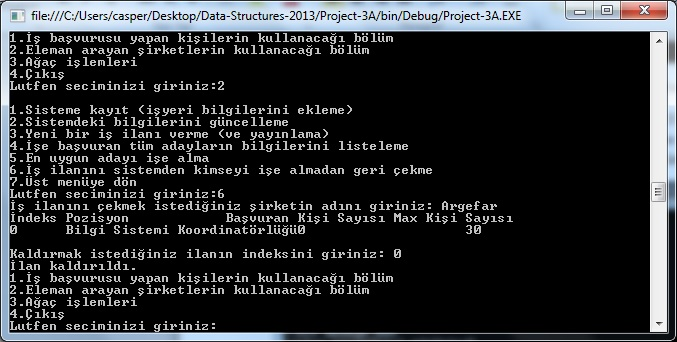 file:///C:/Users/casper/Desktop/Data-Structures-2013/Project-3A/bin/Debug/Project-3A.EXE
1.İş başvurusu yapan kişilerin kullanacağı bölüm
2.Eleman arayan şirketlerin kullanacağı bölüm
3.Ağaç işlemleri
4.Çıkış
Lutfen seciminizi giriniz:2
1.Sisteme kayıt (işyeri bilgilerini ekleme)
2.Sistemdeki bilgilerini güncelleme
3.Yeni bir iş ilanı verme (ve yayınlama)
4.İşe başvuran tüm adayların bilgilerini listeleme
5.En uygun adayı işe alma
6.İş ilanını sistemden kimseyi işe almadan geri çekme
7.Üst menüye dön
Lutfen seciminizi giriniz:6
İş ilanını çekmek istediğiniz şirketin adını giriniz: Argefar
İndeks Pozisyon Başvuran Kişi Sayısı Max Kişi Sayısı
0 Bilgi Sistemi Koordinatörlüğü0 30
Kaldırmak istediğiniz ilanın indeksini giriniz: 0
İlan kaldırıldı.
1.İş başvurusu yapan kişilerin kullanacağı bölüm
2.Eleman arayan şirketlerin kullanacağı bölüm
3.Ağaç işlemleri
4.Çıkış
Lutfen seciminizi giriniz: